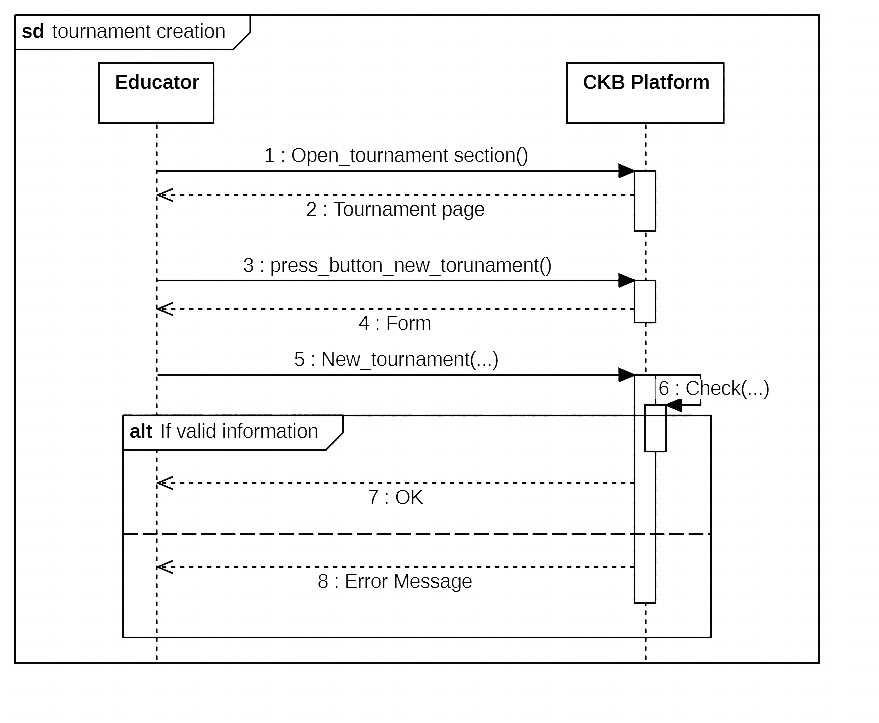 sd tournament creation
Educator
CKB Platform
1 : Open_tournament section()
2 : Tournament page
3 : press_button_new_torunament()
4 : Form
5 : New_tournament(...)
6 : Check(...)
alt If valid information
7 : OK
8 : Error Message